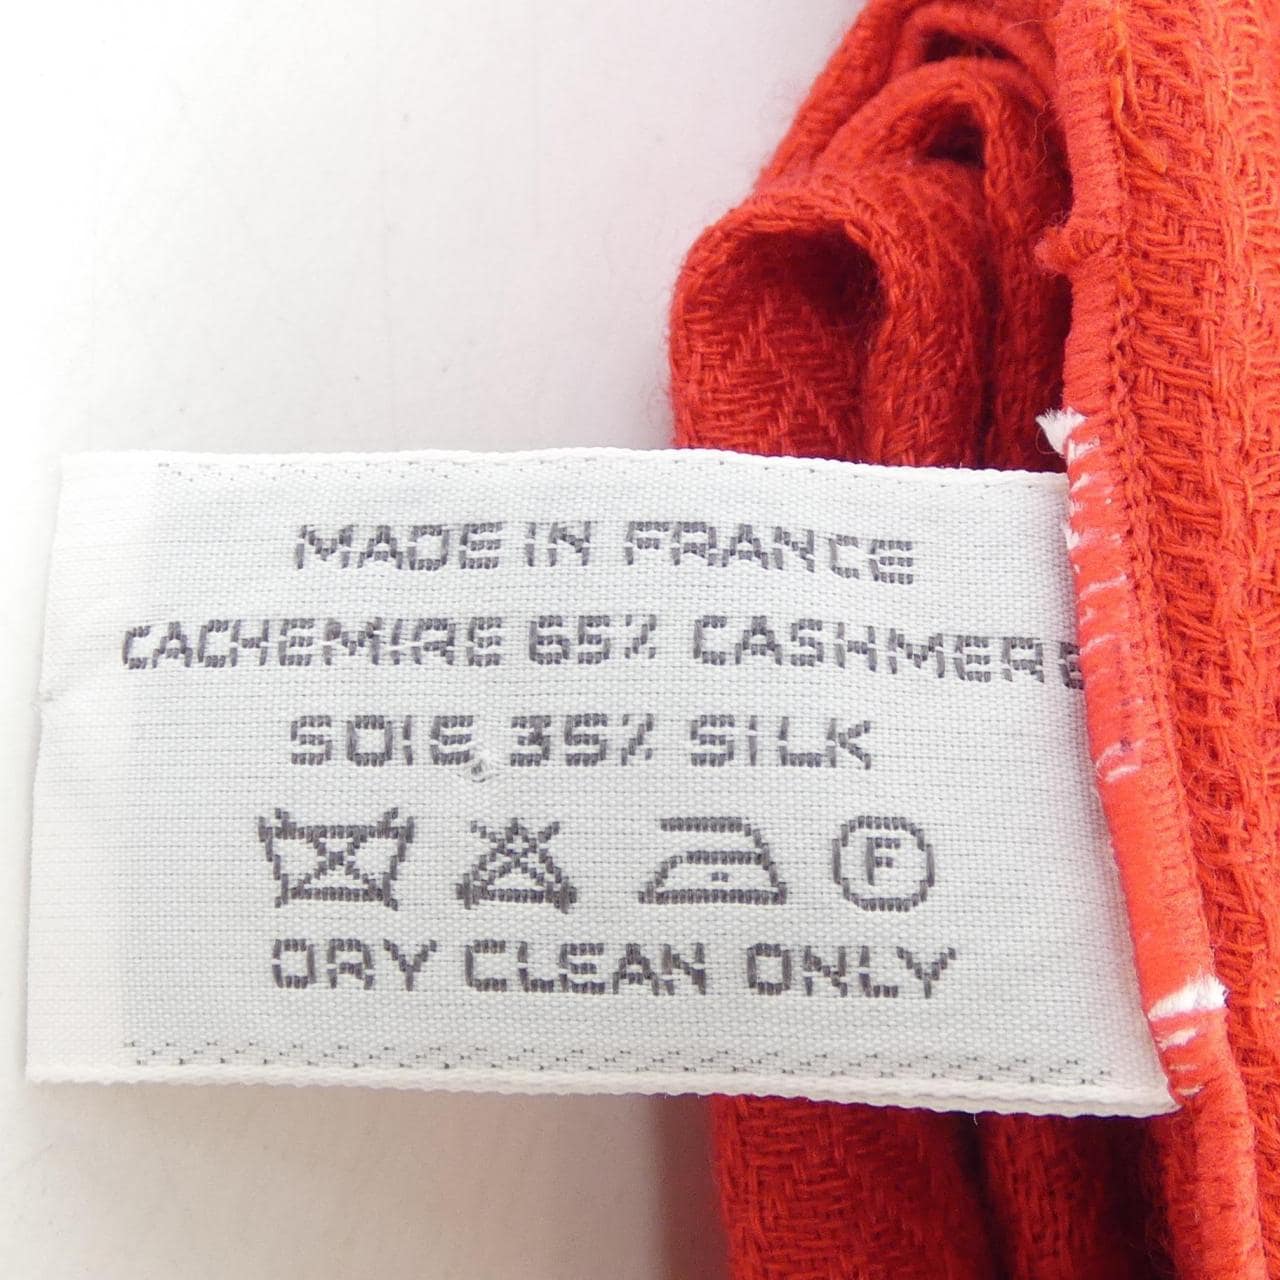 MADE IN FRANCE
CACHEMIRE 65% CASHMERE
SOIE 35% SILK
F
DRY CLEAN ONLY